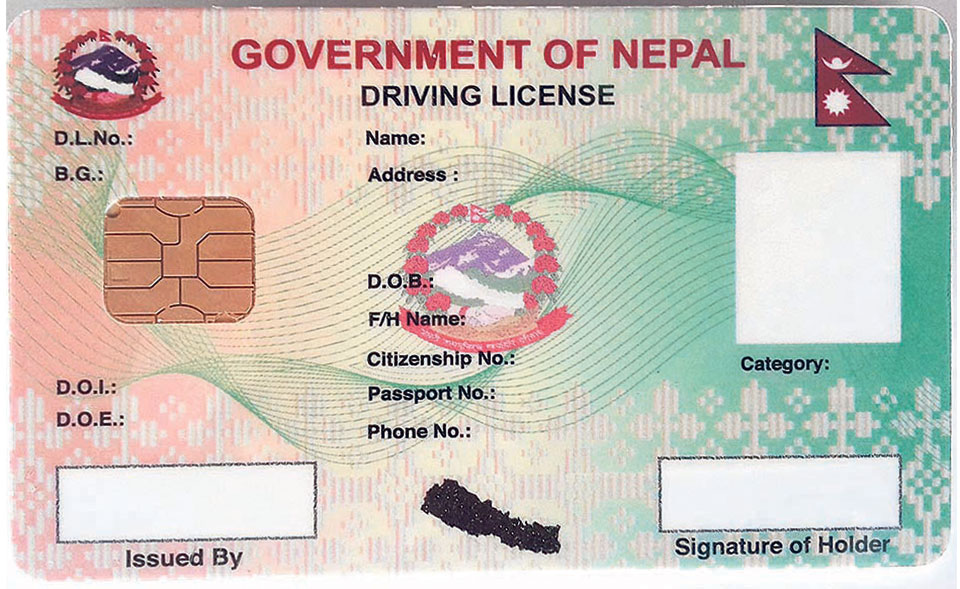 GOVERNMENT OF NEPAL
DRIVING LICENSE
D.L.No.:
Name:
B.G.:
Address :
D.O.B.:
F/H Name:
Citizenship No.:
Category:
D.O.I.:
Passport No.:
D.O.E.:
Phone No.:
Issued By
Signature of Holder